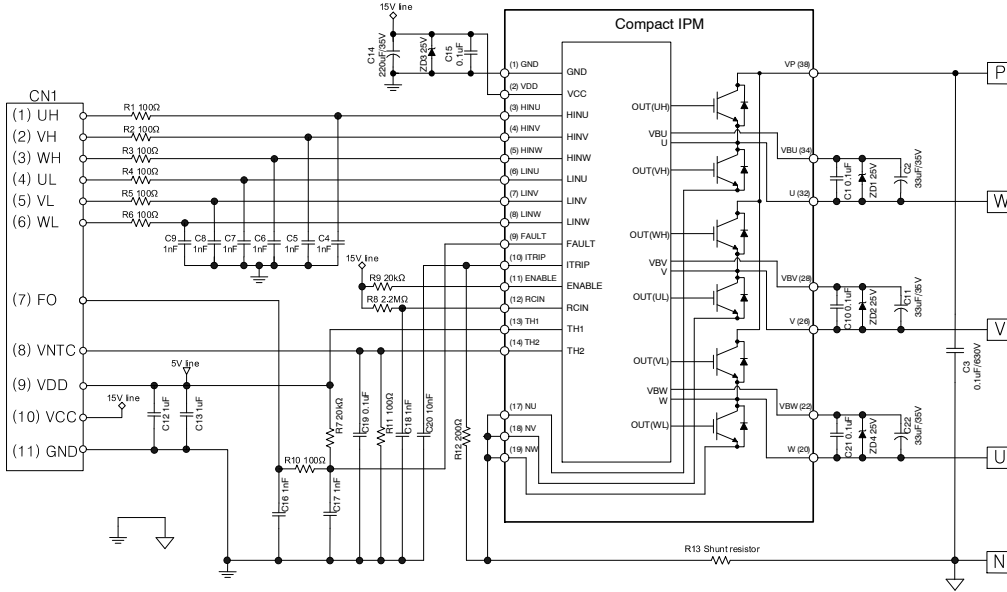 15V line
C14
220uF/35V
ZD3 25V
C15
0.1uF
Compact IPM
CN1
(1) UH
(2) VH
(3) WH
(4) UL
(5) VL
(6) WL
(7) FO
(8) VNTC
(9) VDD
(10) VCC
(11) GND
R1 100Ω
R2 100Ω
R3 100Ω
R4 100Ω
R5 100Ω
R6 100Ω
C9
1nF
C8
1nF
C7
1nF
C6
1nF
C5
1nF
C4
1nF
15V line
R9 20kΩ
R8 2.2MΩ
5V line
15V line
C12 1uF
C13 1uF
R7 20kΩ
C19 0.1uF
R11 100Ω
C18 1nF
C20 10nF
R12 200Ω
R10 100Ω
C16 1nF
C17 1nF
(1) GND
(2) VDD
(3) HINU
(4) HINV
(5) HINW
(6) LINU
(7) LINV
(8) LINW
(9) FAULT
(10) ITRIP
(11) ENABLE
(12) RCIN
(13) TH1
(14) TH2
(17) NU
(18) NV
(19) NW
GND
VCC
HINU
HINV
HINW
LINU
LINV
LINW
FAULT
ITRIP
ENABLE
RCIN
TH1
TH2
OUT(UH)
VBU
U
OUT(VH)
OUT(WH)
VBV
V
OUT(UL)
OUT(VL)
VBW
W
OUT(WL)
VP (38)
VBU (34)
U (32)
VBV (28)
V (26)
VBW (22)
W (20)
C1 0.1uF
ZD1 25V
C2
33uF/35V
C10 0.1uF
ZD2 25V
C11
33uF/35V
C21 0.1uF
ZD4 25V
C22
33uF/35V
C3
0.1uF/630V
R13 Shunt resistor
P
W
V
U
N